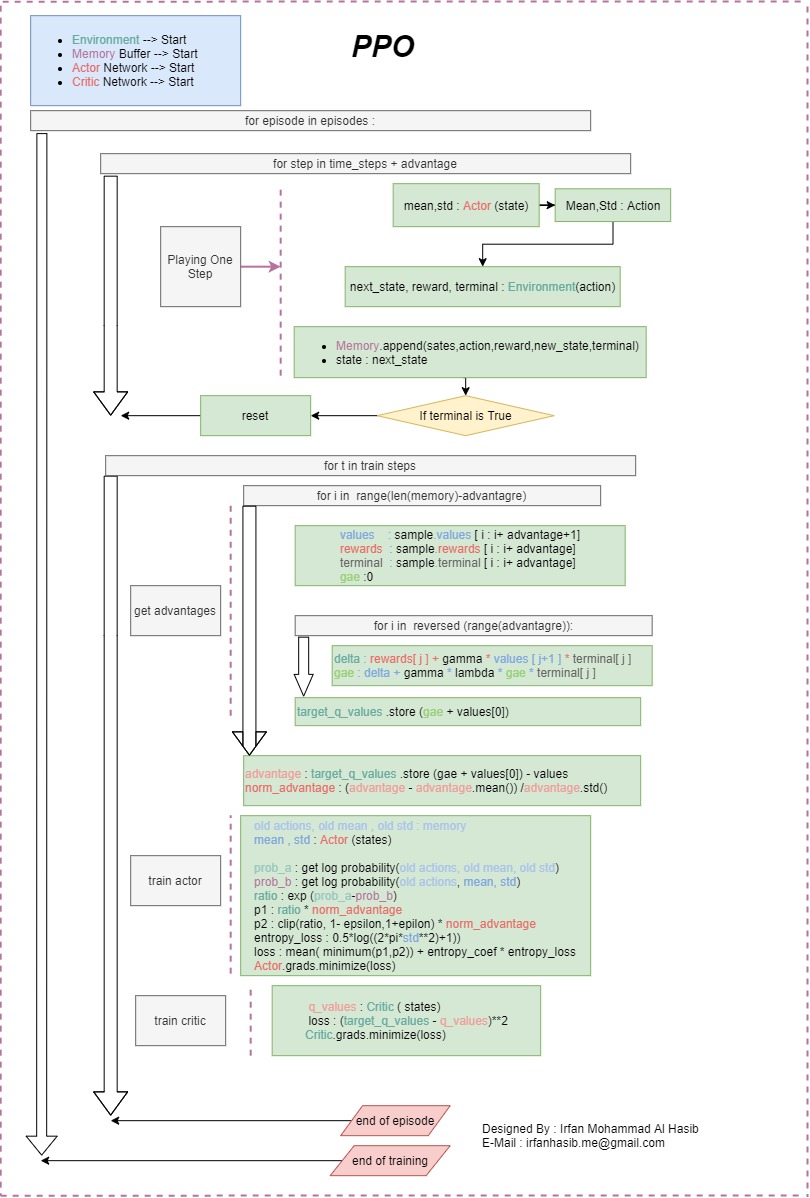 PPO
Environment --> Start
Memory Buffer --> Start
Actor Network --> Start
Critic Network --> Start
for episode in episodes :
for step in time_steps + advantage
mean,std : Actor (state)
Mean,Std : Action
Playing One
Step
next_state, reward, terminal : Environment(action)
Memory.append(sates,action,reward,new_state,terminal)
state : next_state
If terminal is True
reset
for t in train steps
for i in range(len(memory)-advantagre)
get advantages
values : sample.values [ i : i+ advantage+1]
rewards : sample.rewards [ i : i+ advantage]
terminal : sample.terminal [ i : i+ advantage]
gae :0
for i in reversed (range(advantagre)):
delta : rewards[ j ] + gamma * values [ j+1 ] * terminal[ j ]
gae : delta + gamma * lambda * gae * terminal[ j ]
target_q_values .store (gae + values[0])
advantage : target_q_values .store (gae + values[0]) - values
norm_advantage : (advantage - advantage.mean()) /advantage.std()
train actor
old actions, old mean , old std : memory
mean , std : Actor (states)
prob_a : get log probability(old actions, old mean, old std)
prob_b : get log probability(old actions, mean, std)
ratio : exp (prob_a-prob_b)
p1 : ratio * norm_advantage
p2 : clip(ratio, 1- epsilon,1+epilon) * norm_advantage
entropy_loss : 0.5*log((2*pi*std**2)+1))
loss : mean( minimum(p1,p2)) + entropy_coef * entropy_loss
Actor.grads.minimize(loss)
train critic
q_values : Critic ( states)
loss : (target_q_values - q_values)**2
Critic.grads.minimize(loss)
end of episode
end of training
Designed By : Irfan Mohammad Al Hasib
E-Mail : irfanhasib.me@gmail.com